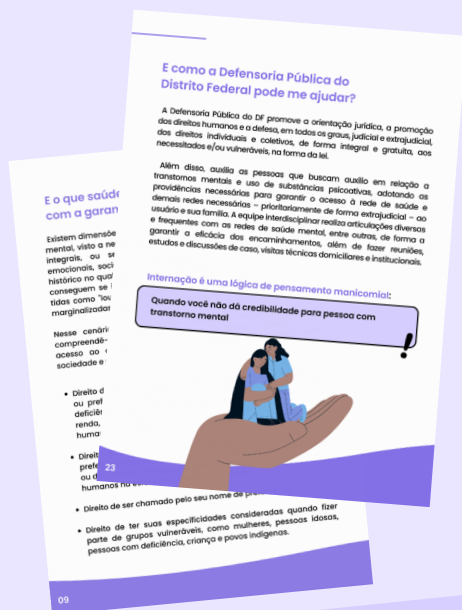 E como a Defensoria Pública do
Distrito Federal pode me ajudar?
A Defensoria Pública do DF promove a orientação jurídica, a promoção
dos direitos humanos e a defesa, em todos os graus, judicial e extrajudicial,
dos direitos individuais e coletivos, de forma integral e gratuita, aos
necessitados e/ou vulneráveis, na forma da lei.
Além disso, auxilia as pessoas que buscam auxílio em relação a
transtornos mentais e uso de substâncias psicoativas, adotando as
providências necessárias para garantir o acesso à rede de saúde e
demais redes necessárias – prioritariamente de forma extrajudicial – ao
usuário e sua família. A equipe interdisciplinar realiza articulações diversas
e frequentes com as redes de saúde mental, entre outras, de forma a
garantir a eficácia dos encaminhamentos, além de fazer reuniões,
estudos e discussões de caso, visitas técnicas domiciliares e institucionais.
Internação é uma lógica de pensamento manicomial:
Quando você não dá credibilidade para pessoa com
transtorno mental
!
23
E o que saúde
com a garan
Existem dimensõe
mental, visto a ne
integrais, ou se
emocionais, soci
histórico no qual
conseguem se
tidas como "lou
marginalizadas
Nesse cenári
compreendê-
acesso ao
sociedade e
• Direito d
ou pref
deficiê
renda,
huma
• Direit
prefe
ou d
humanos na
• Direito de ser chamado pelo seu nome de
• Direito de ter suas especificidades consideradas quando fizer
parte de grupos vulneráveis, como mulheres, pessoas idosas,
pessoas com deficiência, criança e povos indígenas.
09